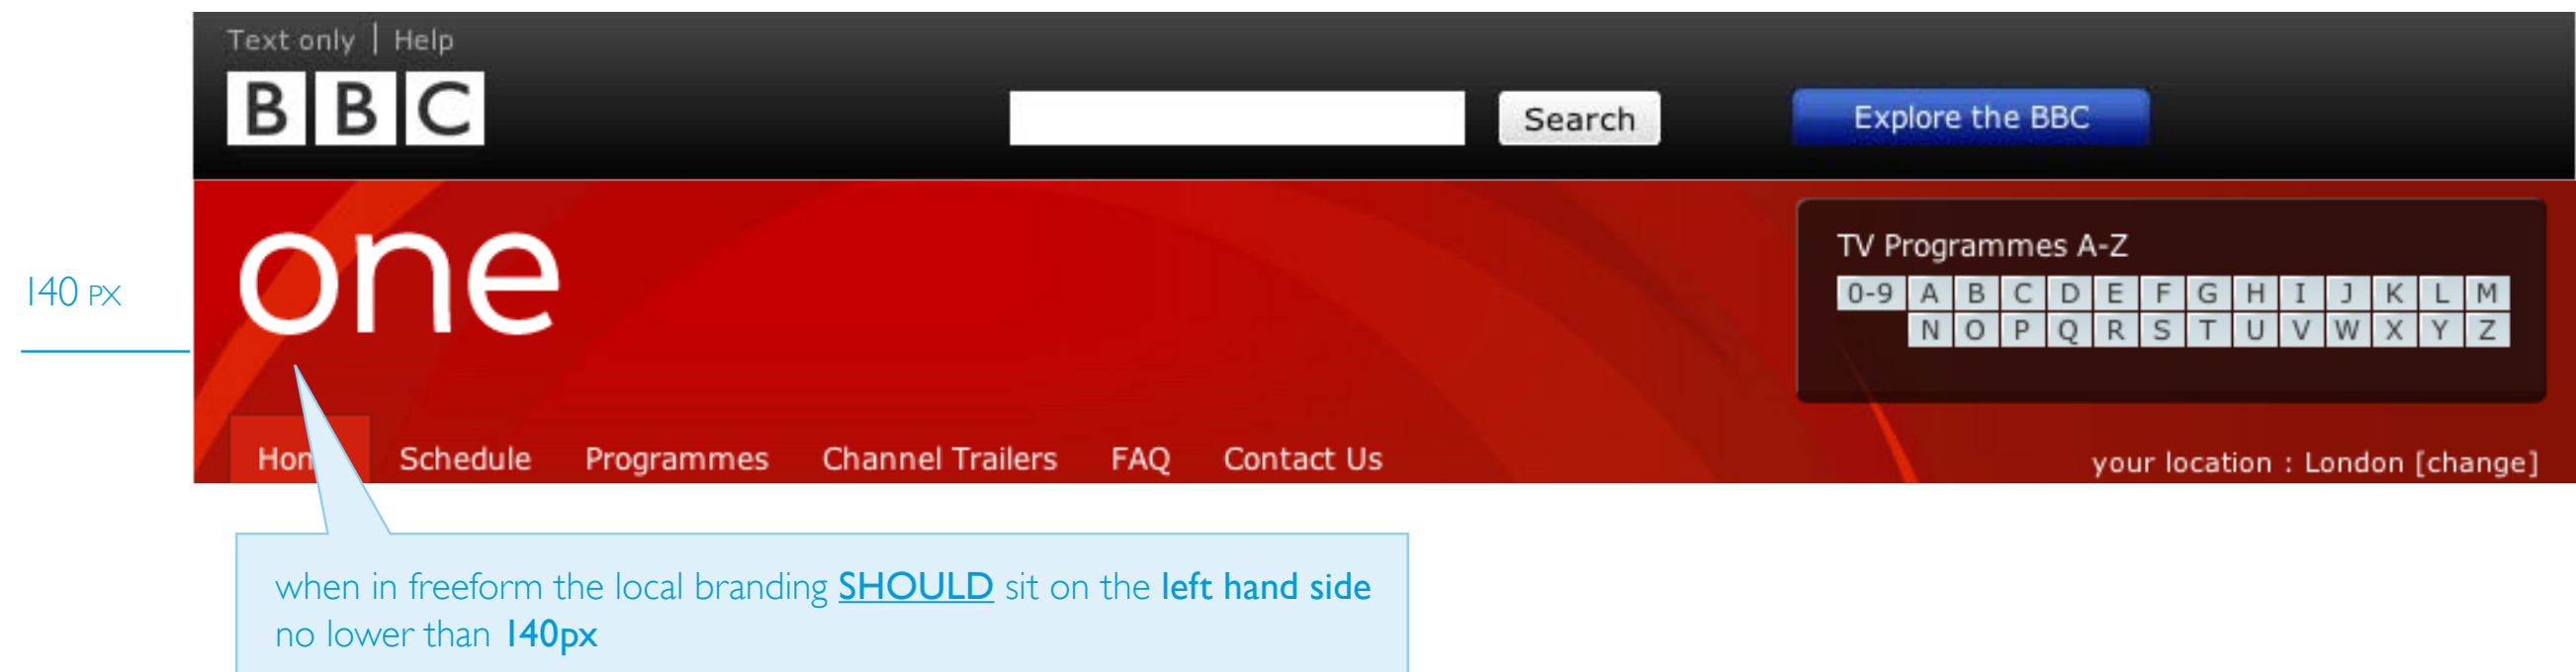 Text only | Help
BBC
Search
Explore the BBC
one
TV Programmes A-Z
0-9 A B C D E F G H I J K L M
N O P Q R S T U V W X Y Z
140 PX
Schedule Programmes Channel Trailers FAQ Contact Us
your location : London [change]
when in freeform the local branding SHOULD sit on the left hand side
no lower than 140px